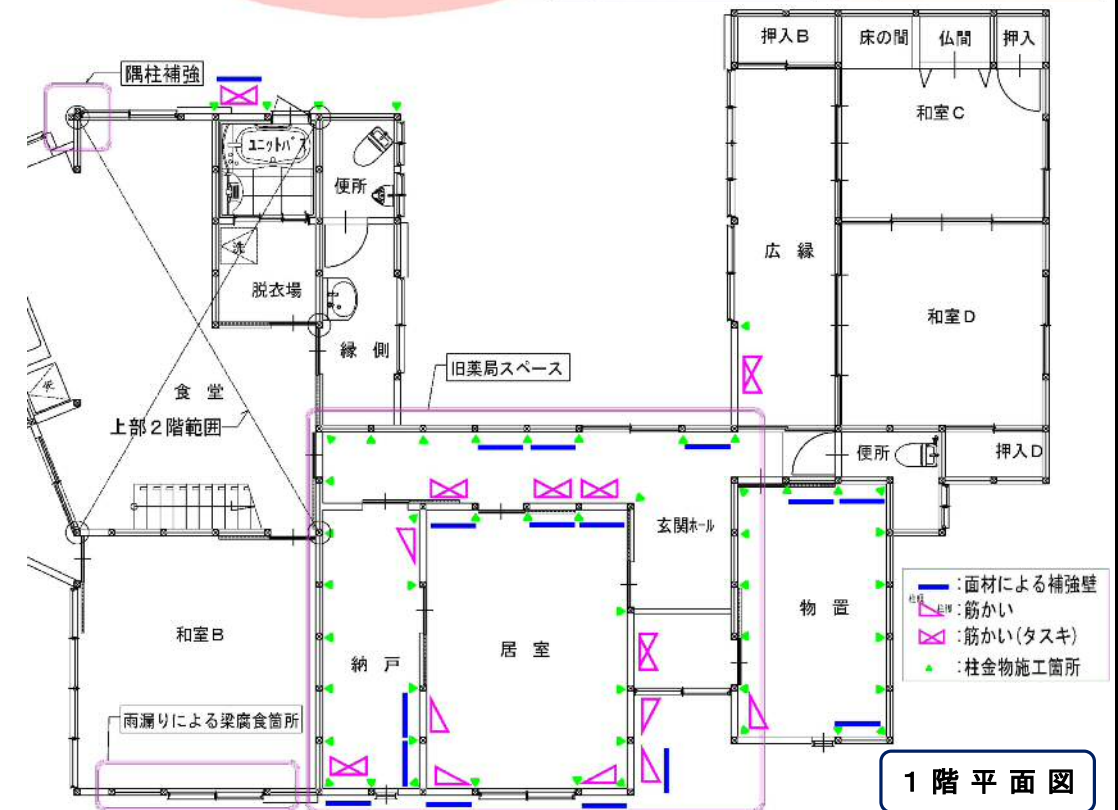 押入B
床の間
仏間
押入
隅柱補強
和室C
ユニットバス
便所
広縁
洗
脱衣場
和室D
縁側
旧薬局スペース
食堂
上部2階範囲
便所
押入D
玄関ホール
:面材による補強壁
:筋かい
:筋かい(タスキ)
:柱金物施工箇所
物置
和室B
居室
納戸
雨漏りによる梁腐食箇所
1階平面図